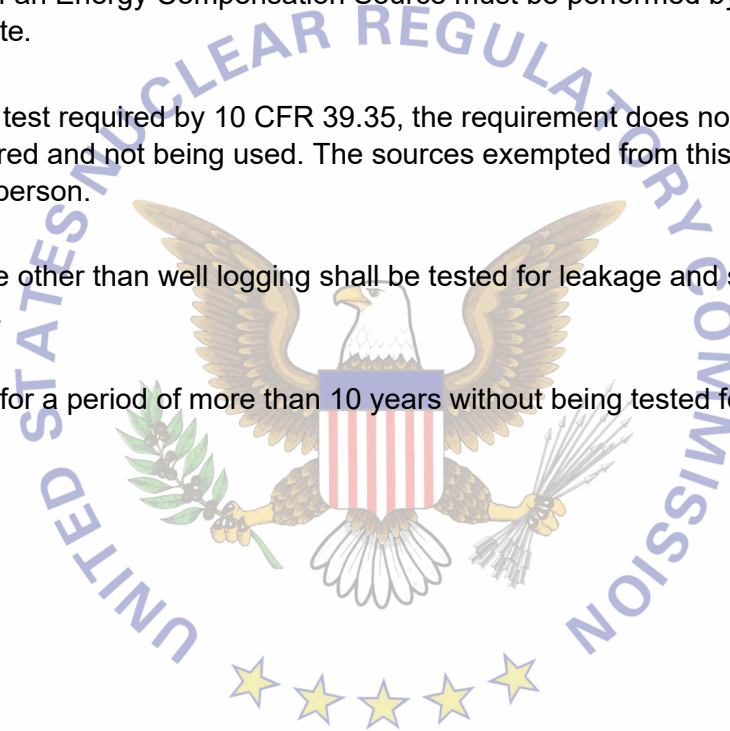 an Energy Compensation Source must be performed by
te.
UNITED STATES NUCLEAR REGULATORY COMMISSION
test required by 10 CFR 39.35, the requirement does no
red and not being used. The sources exempted from this
person.
e other than well logging shall be tested for leakage and s
for a period of more than 10 years without being tested f